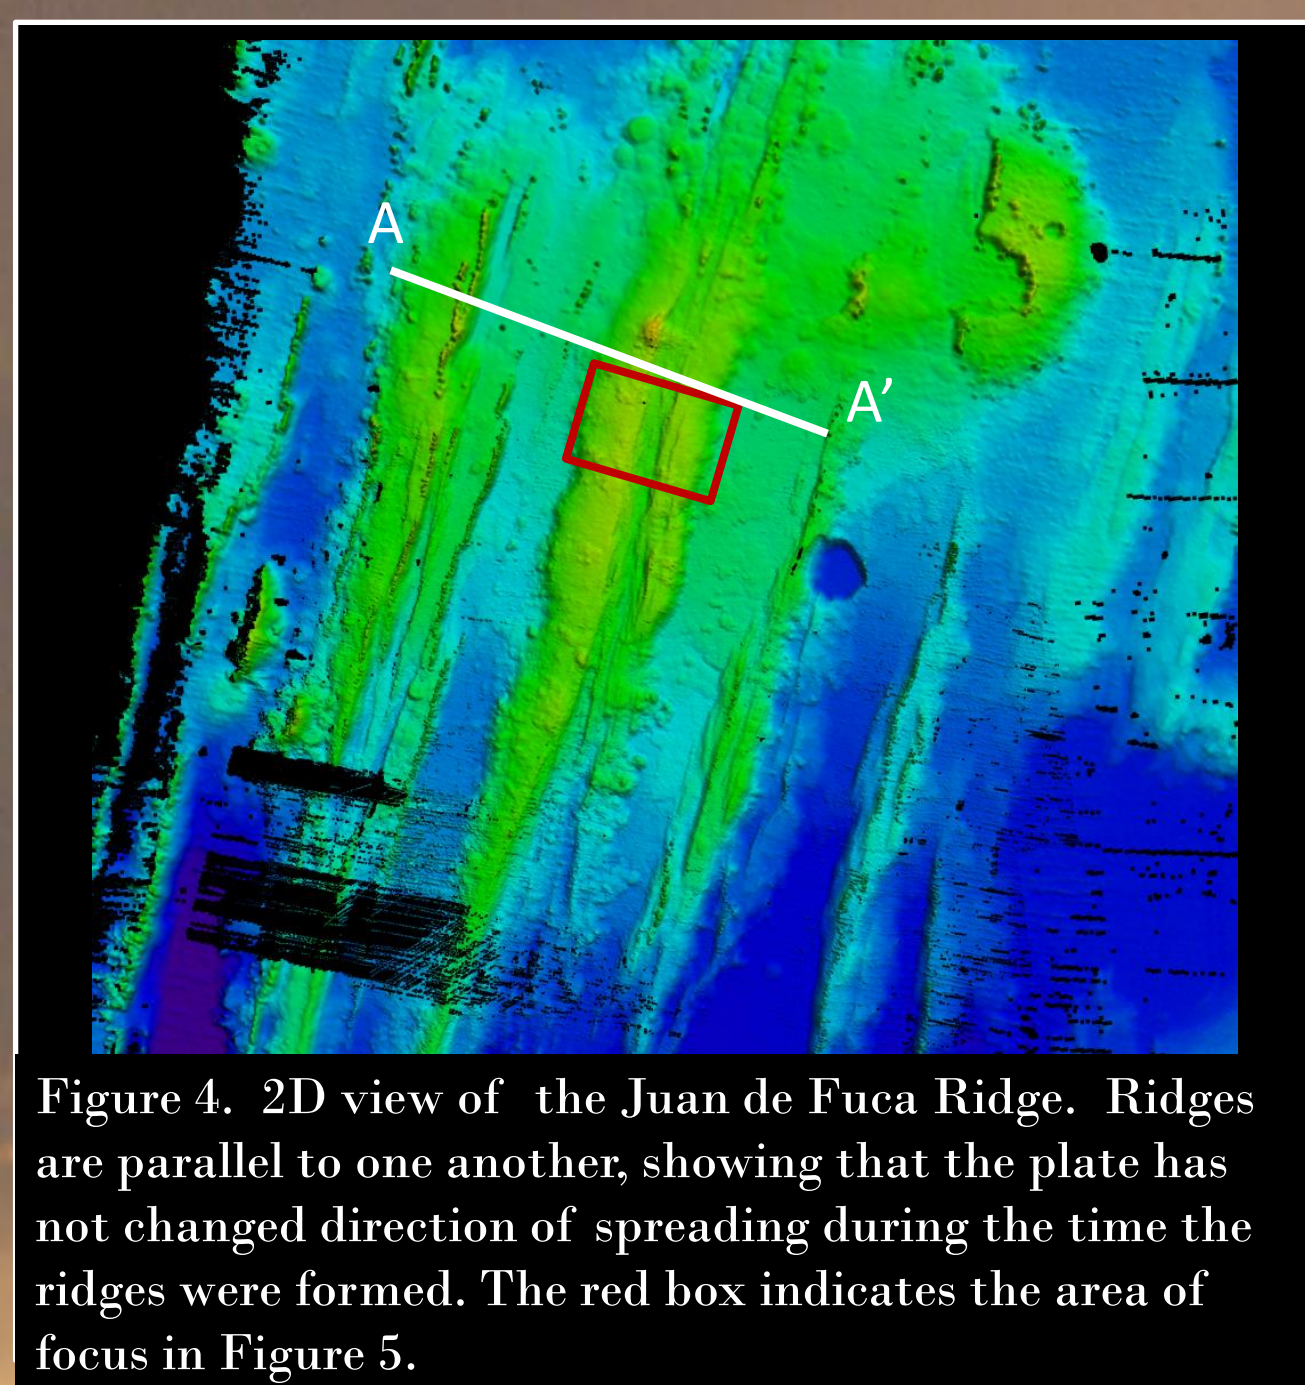 A
A’
Figure 4. 2D view of the Juan de Fuca Ridge. Ridges
are parallel to one another, showing that the plate has
not changed direction of spreading during the time the
ridges were formed. The red box indicates the area of
focus in Figure 5.